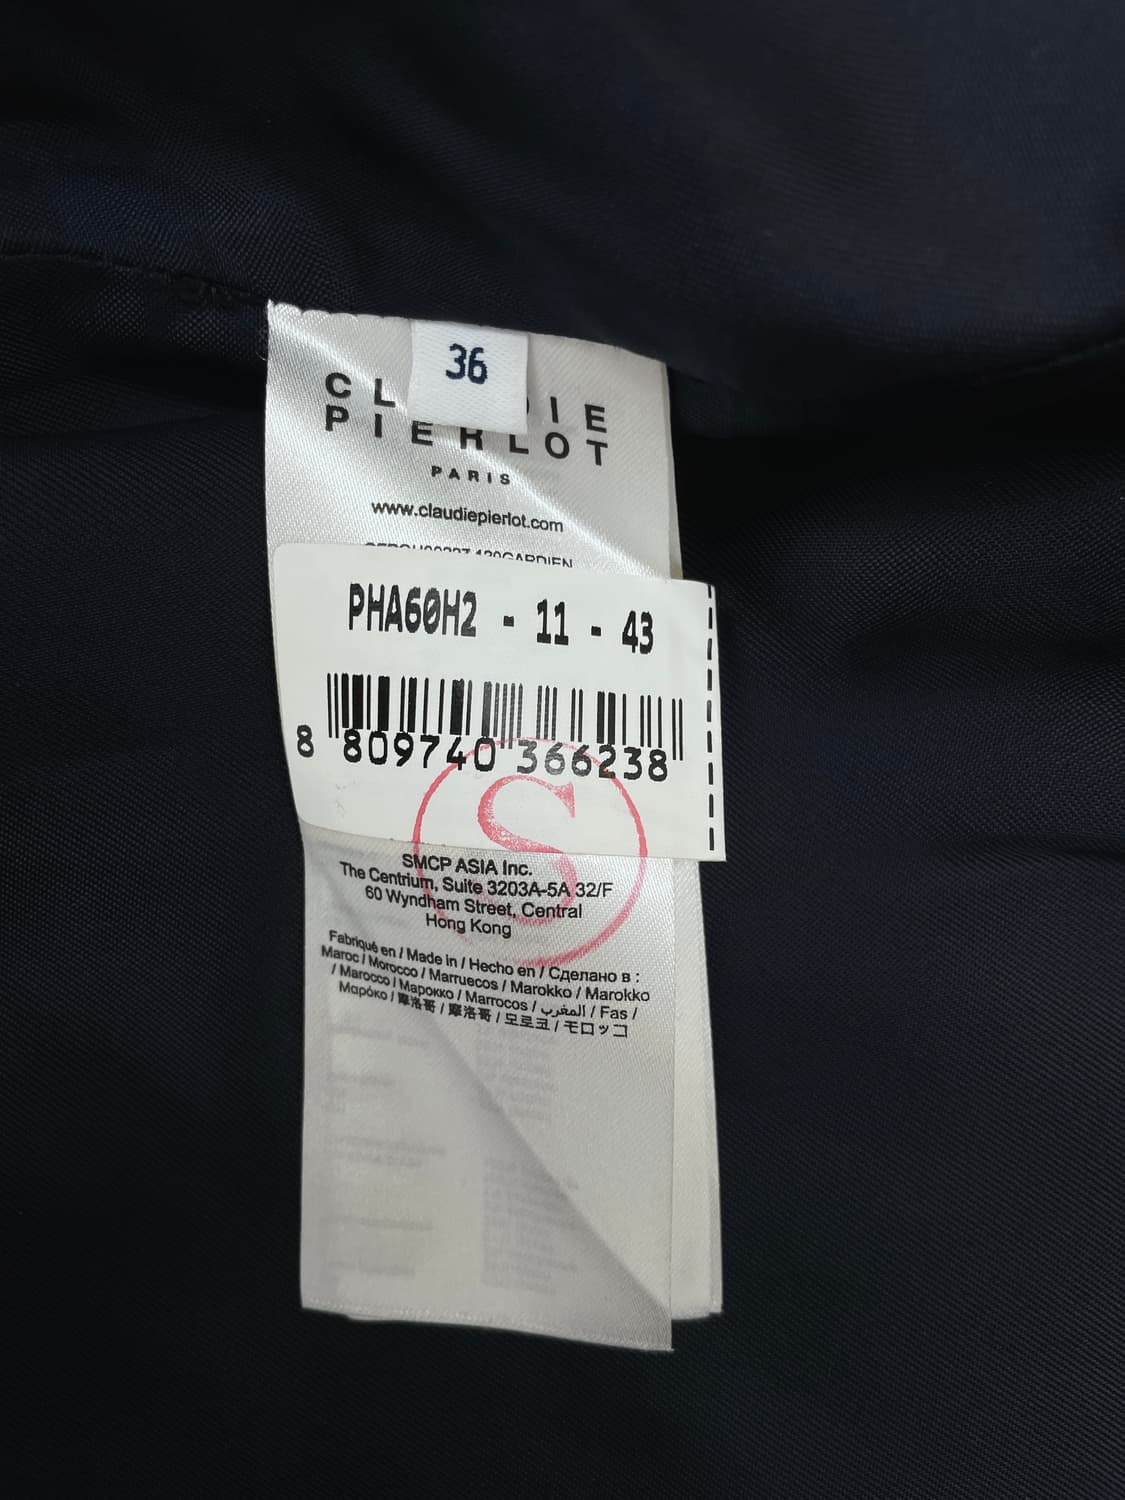 36
CL DIE
PIERLOT
PARIS
www.claudiepierlot.com
PHA60H2 - 11 - 43
8 809740 366238
S
SMCP ASIA Inc.
The Centrium, Suite 3203A-5A 32/F
60 Wyndham Street, Central
Hong Kong
Fabriqué en / Made in / Hecho en / Сделано в :
Maroc / Morocco / Marruecos / Marokko / Marokko
/ Marocco / Марокко / Marrocos / المغرب / Fas /
Μαρόκο / 摩洛哥 / 摩洛哥 / 모로코 / モロッコ